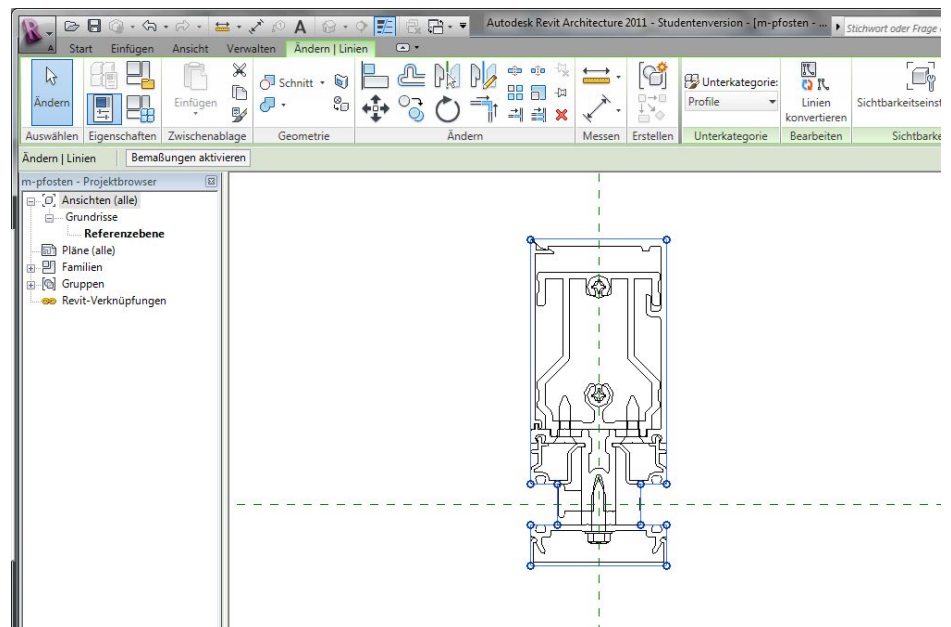 Autodesk Revit Architecture 2011 - Studentenversion - [m-pfosten - ...
Stichwort oder Frage
Start Einfügen Ansicht Verwalten Ändern | Linien
Ändern
Einfügen
Schnitt
Unterkategorie:
Profile
Linien
konvertieren
Sichtbarkeitseinst
Auswählen Eigenschaften Zwischenablage Geometrie Ändern Messen Erstellen Unterkategorie Bearbeiten Sichtbarke
Ändern | Linien Bemaßungen aktivieren
m-pfosten - Projektbrowser
Ansichten (alle)
Grundrisse
Referenzebene
Pläne (alle)
Familien
Gruppen
Revit-Verknüpfungen